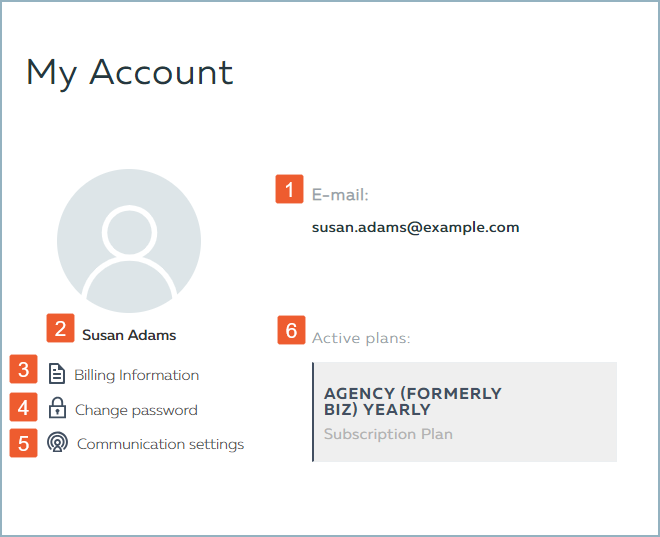 My Account
1 E-mail:
susan.adams@example.com
2 Susan Adams
3 Billing Information
4 Change password
5 Communication settings
6 Active plans:
AGENCY (FORMERLY
BIZ) YEARLY
Subscription Plan